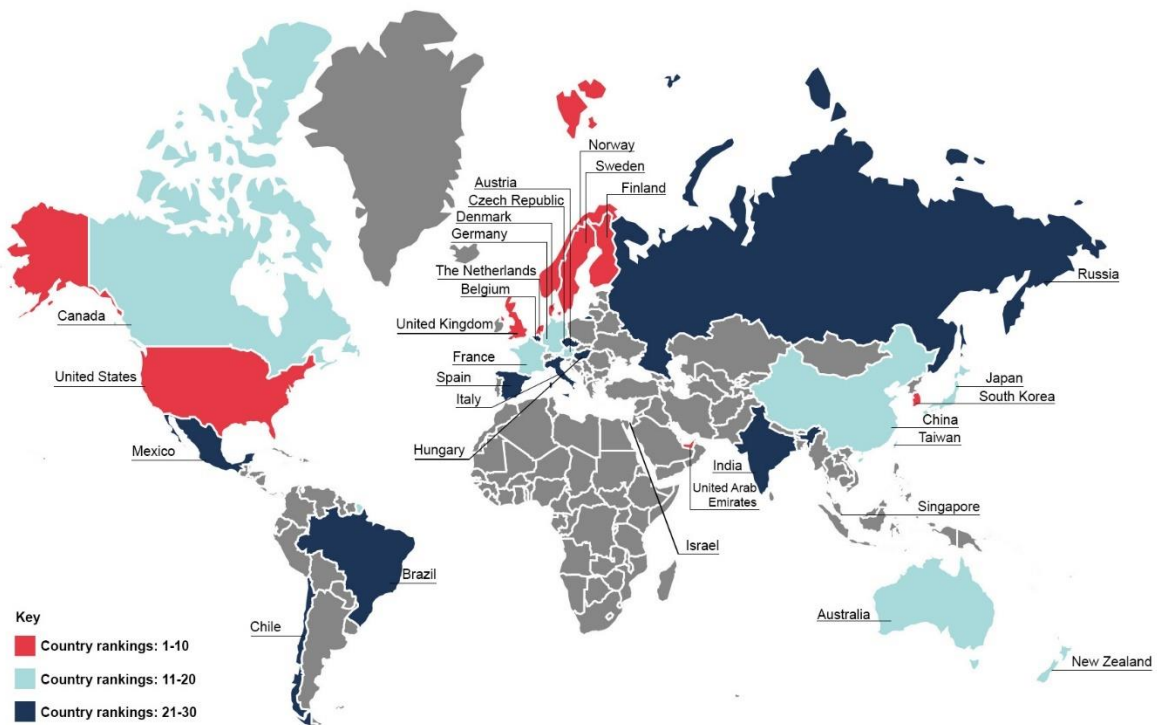 Norway
Sweden
Austria
Finland
Czech Republic
Denmark
Germany
The Netherlands
Belgium
Russia
Canada
United Kingdom
France
United States
Spain
Japan
Italy
South Korea
China
Mexico
Taiwan
Hungary
India
United Arab
Emirates
Singapore
Israel
Brazil
Key
Australia
Chile
Country rankings: 1-10
New Zealand
Country rankings: 11-20
Country rankings: 21-30